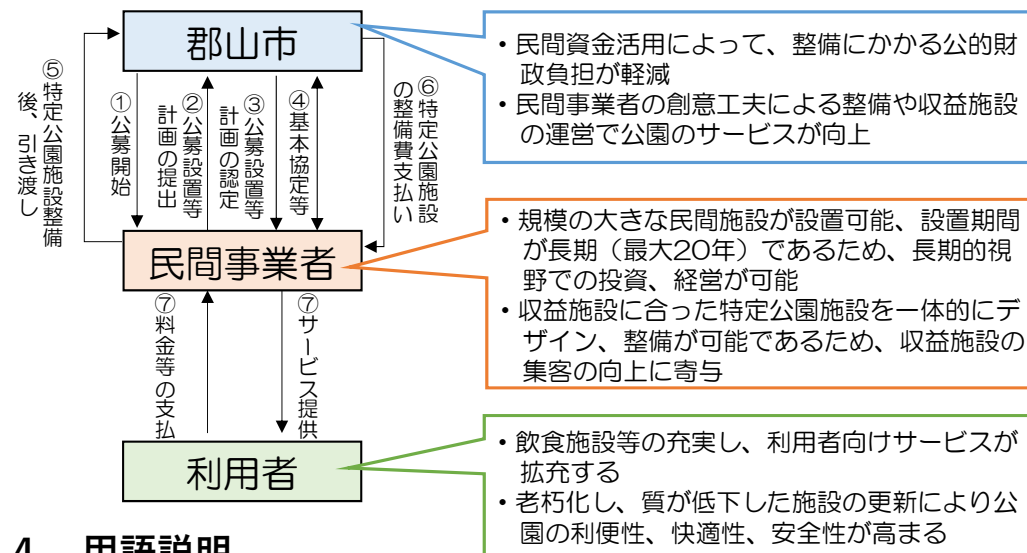 郡山市
⑤特定公園施設整備
後、引き渡し
①公募開始
②公募設置等
計画の提出
③公募設置等
計画の認定
④基本協定等
⑥特定公園施設
の整備費支払い
・民間資金活用によって、整備にかかる公的財
政負担が軽減
・民間事業者の創意工夫による整備や収益施設
の運営で公園のサービスが向上
民間事業者
・規模の大きな民間施設が設置可能、設置期間
が長期（最大20年）であるため、長期的視
野での投資、経営が可能
・収益施設に合った特定公園施設を一体的にデ
ザイン、整備が可能であるため、収益施設の
集客の向上に寄与
⑦料金等の支払
⑦サービス提供
利用者
・飲食施設等の充実し、利用者向けサービスが
拡充する
・老朽化し、質が低下した施設の更新により公
園の利便性、快適性、安全性が高まる
4　用語説明